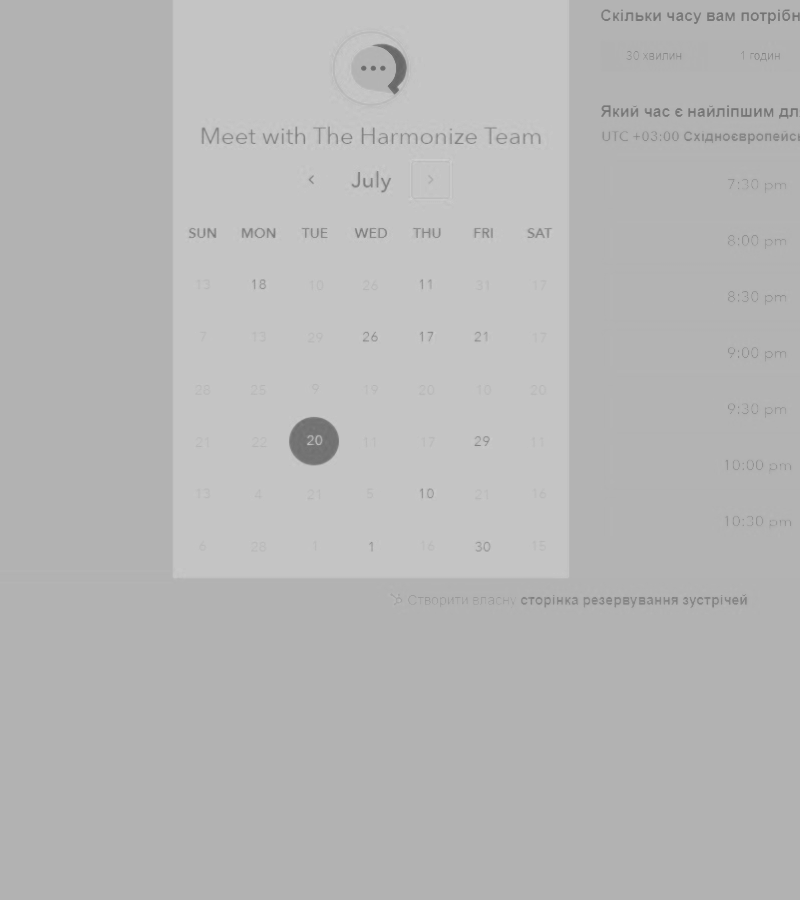 Meet with The Harmonize Team
July
SUN MON TUE WED THU FRI SAT
13 18 10 26 11 31 17
7 13 29 26 17 21 17
28 25 9 19 20 10 20
21 22 20 11 17 29 11
13 4 21 5 10 21 16
6 28 1 1 16 30 15
Скільки часу вам потрібн
30 хвилин 1 годин
Який час є найліпшим дл
UTC +03:00 Східноєвропейсь
7:30 pm
8:00 pm
8:30 pm
9:00 pm
9:30 pm
10:00 pm
10:30 pm
Створити власну сторінка резервування зустрічей